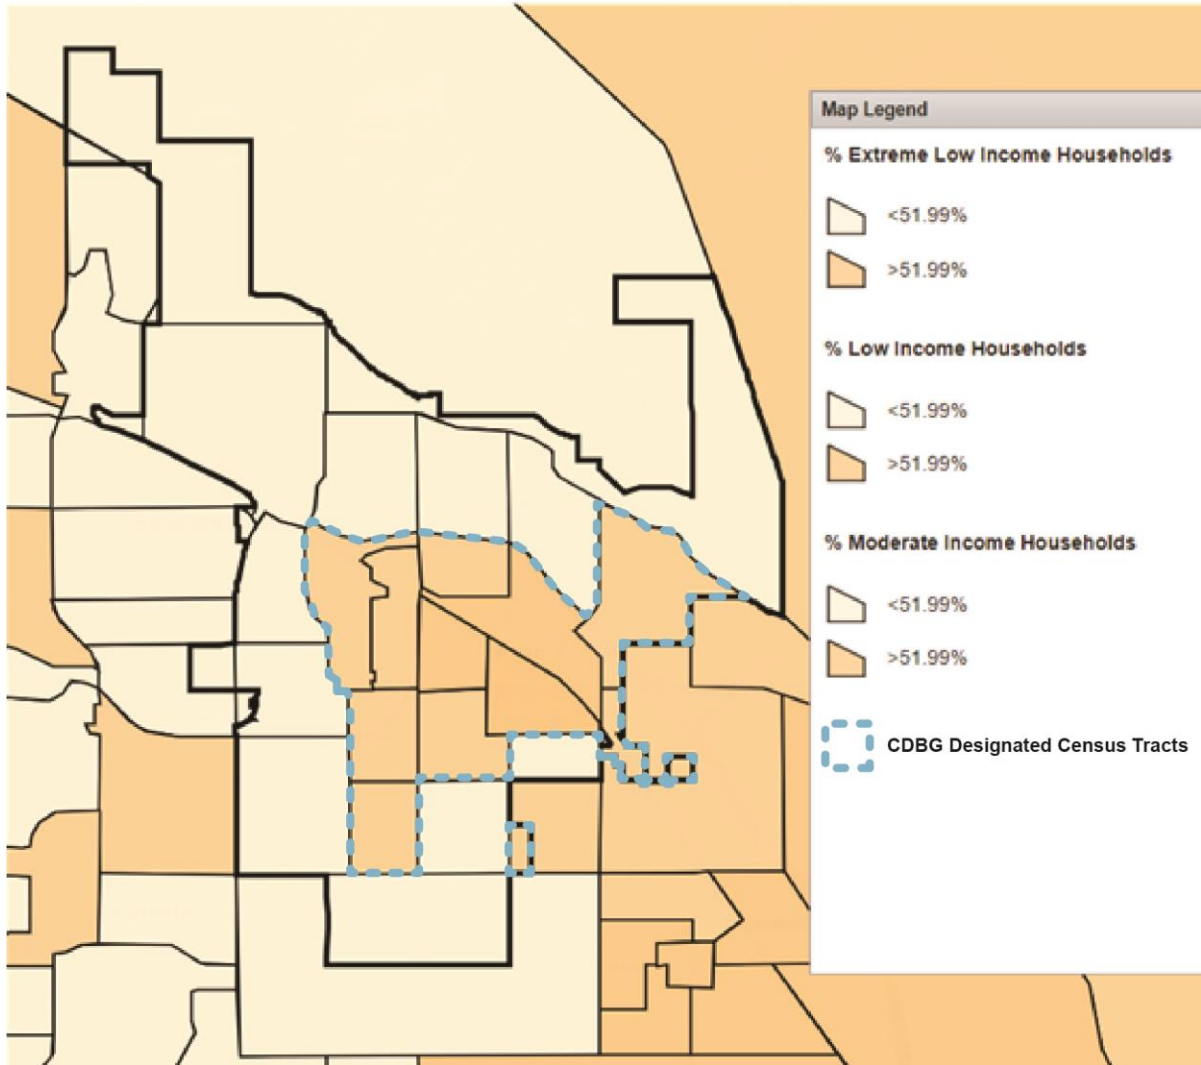 Map Legend
% Extreme Low Income Households
<51.99%
>51.99%
% Low Income Households
<51.99%
>51.99%
% Moderate Income Households
<51.99%
>51.99%
CDBG Designated Census Tracts